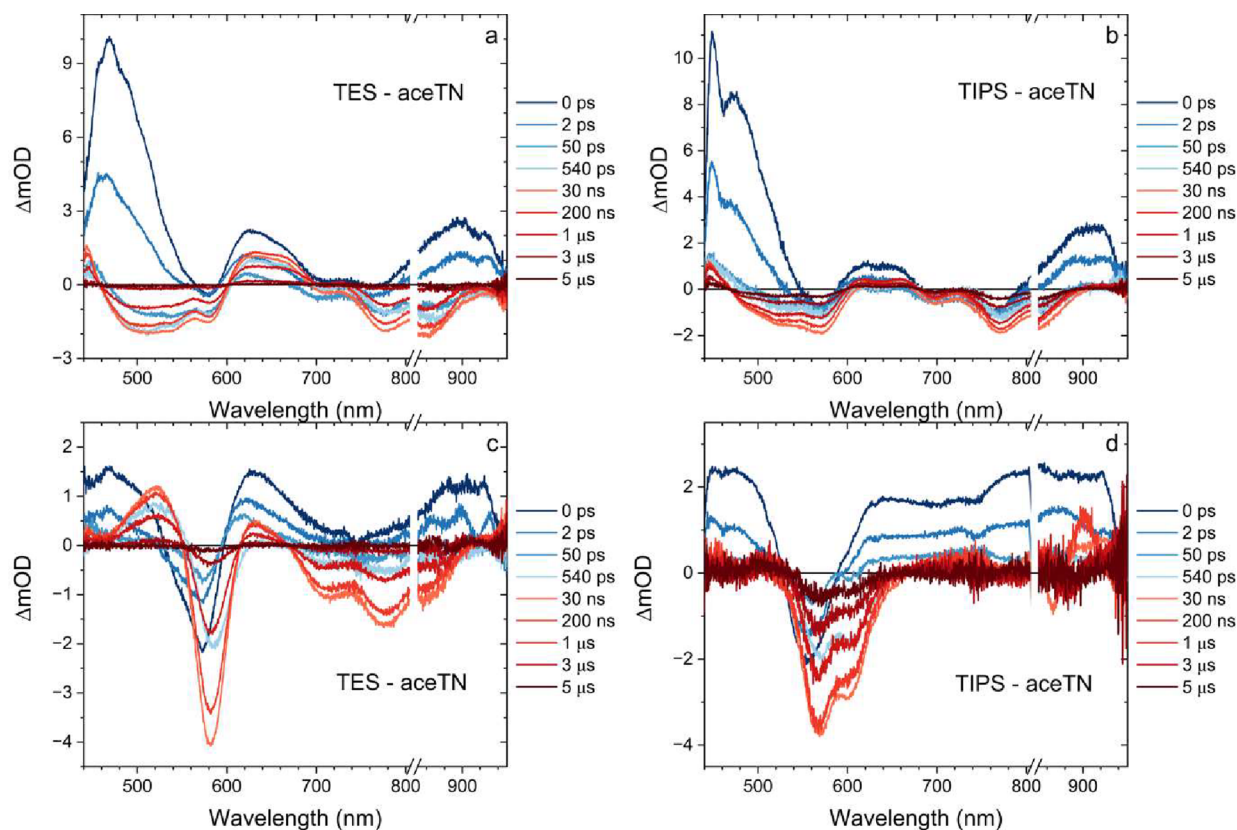 a
TES - aceTN
ΔmOD
10
6
3
0
−3
500
600
700
800
900
Wavelength (nm)
0 ps
2 ps
50 ps
540 ps
30 ns
200 ns
1 μs
3 μs
5 μs
b
TIPS - aceTN
ΔmOD
10
8
6
4
2
0
−2
500
600
700
800
900
Wavelength (nm)
0 ps
2 ps
50 ps
540 ps
30 ns
200 ns
1 μs
3 μs
5 μs
c
TES - aceTN
ΔmOD
2
1
0
−1
−2
−3
−4
500
600
700
800
900
Wavelength (nm)
0 ps
2 ps
50 ps
540 ps
30 ns
200 ns
1 μs
3 μs
5 μs
d
TIPS - aceTN
ΔmOD
2
0
−2
−4
500
600
700
800
900
Wavelength (nm)
0 ps
2 ps
50 ps
540 ps
30 ns
200 ns
1 μs
3 μs
5 μs